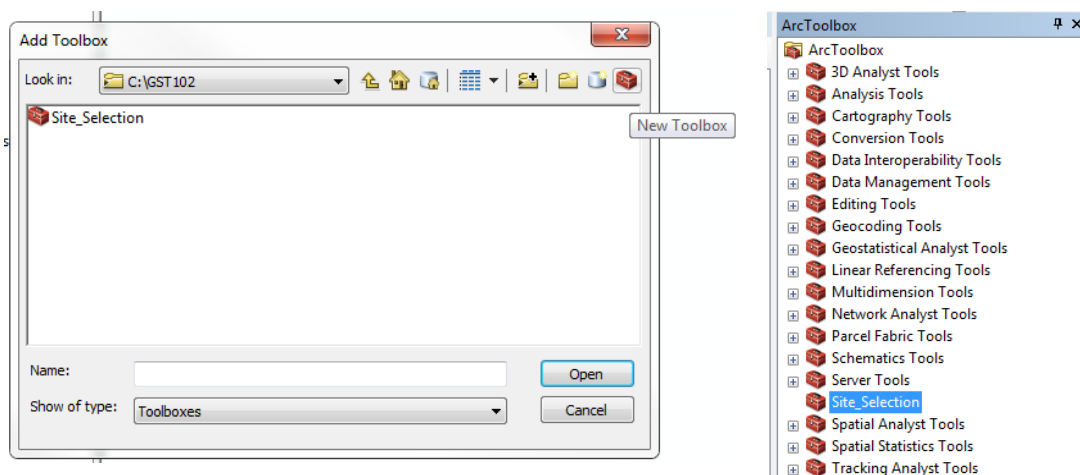 Add Toolbox
Look in:
C:\GST102
Site_Selection
New Toolbox
Name:
Open
Show of type:
Toolboxes
Cancel
s
ArcToolbox
ArcToolbox
3D Analyst Tools
Analysis Tools
Cartography Tools
Conversion Tools
Data Interoperability Tools
Data Management Tools
Editing Tools
Geocoding Tools
Geostatistical Analyst Tools
Linear Referencing Tools
Multidimension Tools
Network Analyst Tools
Parcel Fabric Tools
Schematics Tools
Server Tools
Site_Selection
Spatial Analyst Tools
Spatial Statistics Tools
Tracking Analyst Tools